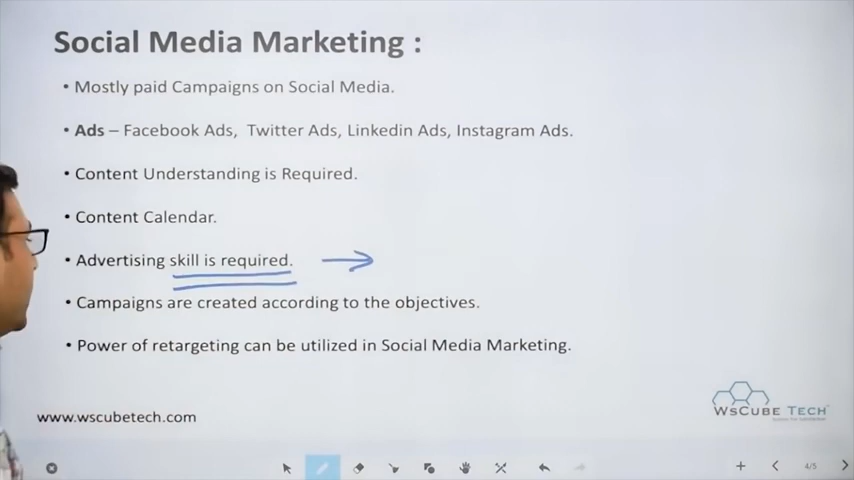 Social Media Marketing :
• Mostly paid Campaigns on Social Media.
• Ads – Facebook Ads, Twitter Ads, Linkedin Ads, Instagram Ads.
• Content Understanding is Required.
• Content Calendar.
• Advertising skill is required.
• Campaigns are created according to the objectives.
• Power of retargeting can be utilized in Social Media Marketing.
www.wscubetech.com
WsCube Tech
4/5